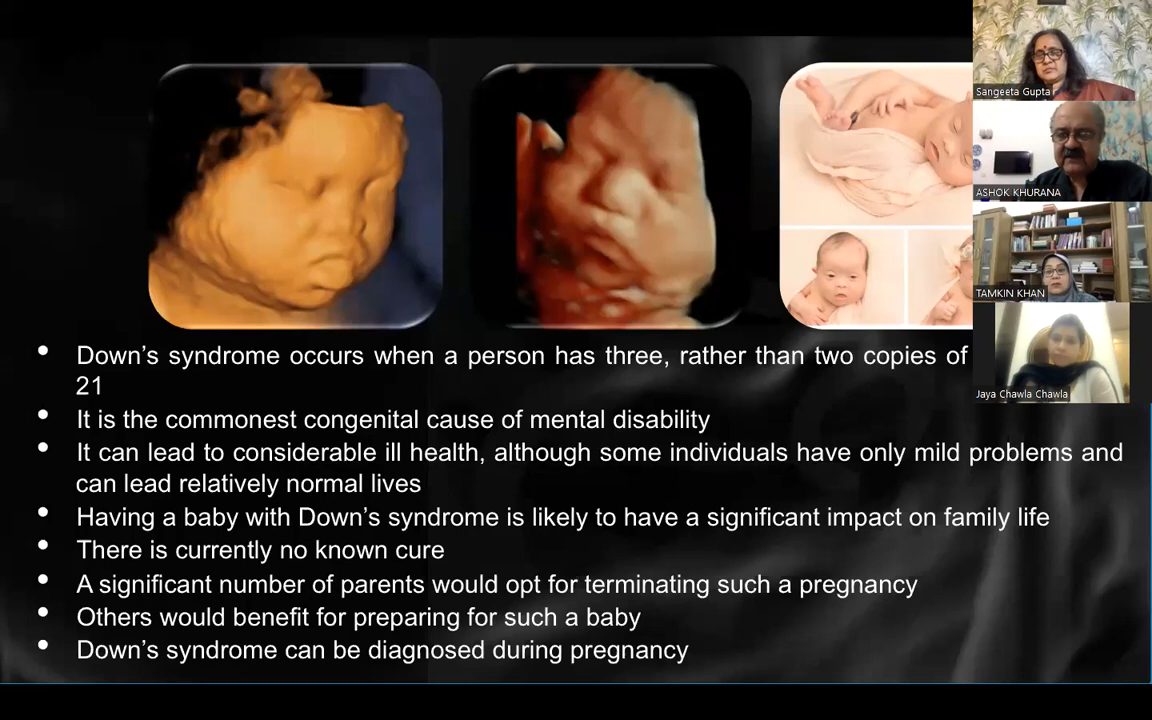 Sangeeta Gupta
ASHOK KHURANA
TAMKIN KHAN
Jaya Chawla Chawla
• Down's syndrome occurs when a person has three, rather than two copies of
21
• It is the commonest congenital cause of mental disability
• It can lead to considerable ill health, although some individuals have only mild problems and
can lead relatively normal lives
• Having a baby with Down's syndrome is likely to have a significant impact on family life
• There is currently no known cure
• A significant number of parents would opt for terminating such a pregnancy
• Others would benefit for preparing for such a baby
• Down's syndrome can be diagnosed during pregnancy